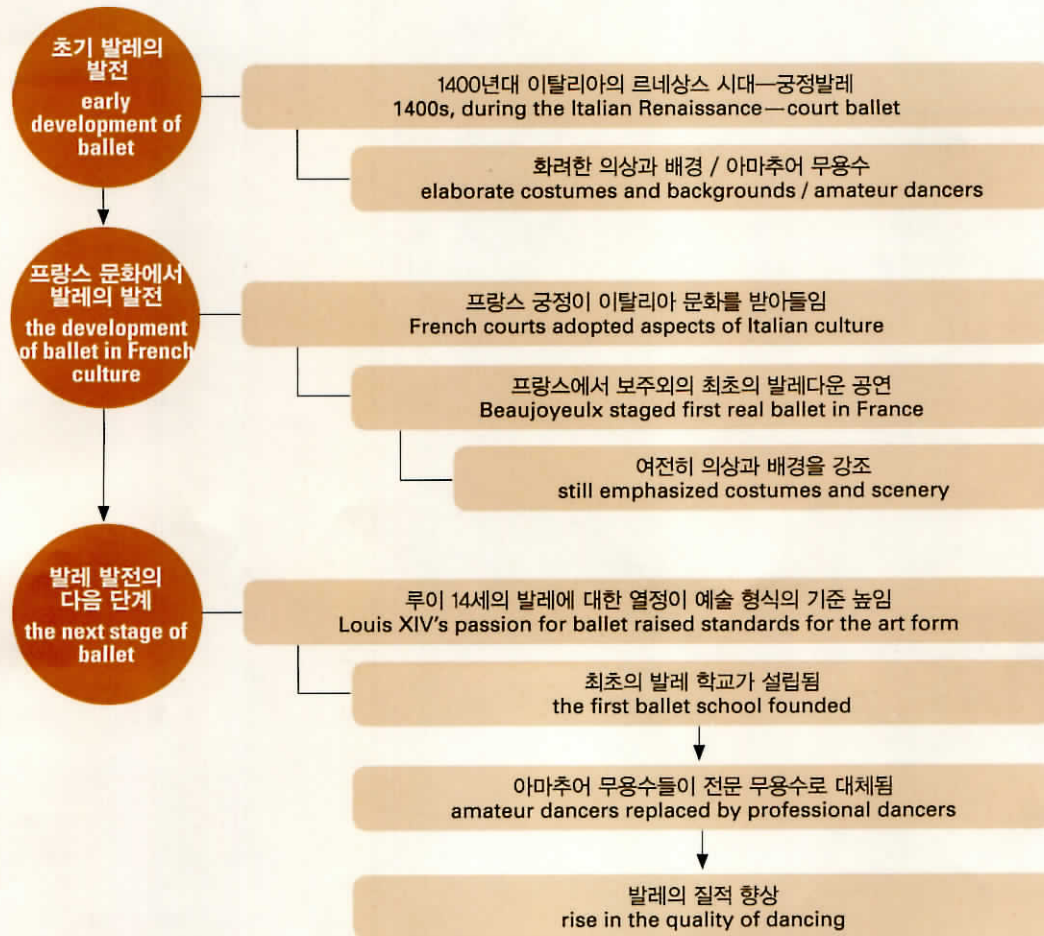 초기 발레의
발전
early
development of
ballet
1400년대 이탈리아의 르네상스 시대—궁정발레
1400s, during the Italian Renaissance—court ballet
화려한 의상과 배경 / 아마추어 무용수
elaborate costumes and backgrounds / amateur dancers
프랑스 문화에서
발레의 발전
the development
of ballet in French
culture
프랑스 궁정이 이탈리아 문화를 받아들임
French courts adopted aspects of Italian culture
프랑스에서 보주외의 최초의 발레다운 공연
Beaujoyeulx staged first real ballet in France
여전히 의상과 배경을 강조
still emphasized costumes and scenery
발레 발전의
다음 단계
the next stage of
ballet
루이 14세의 발레에 대한 열정이 예술 형식의 기준 높임
Louis XIV's passion for ballet raised standards for the art form
최초의 발레 학교가 설립됨
the first ballet school founded
아마추어 무용수들이 전문 무용수로 대체됨
amateur dancers replaced by professional dancers
발레의 질적 향상
rise in the quality of dancing